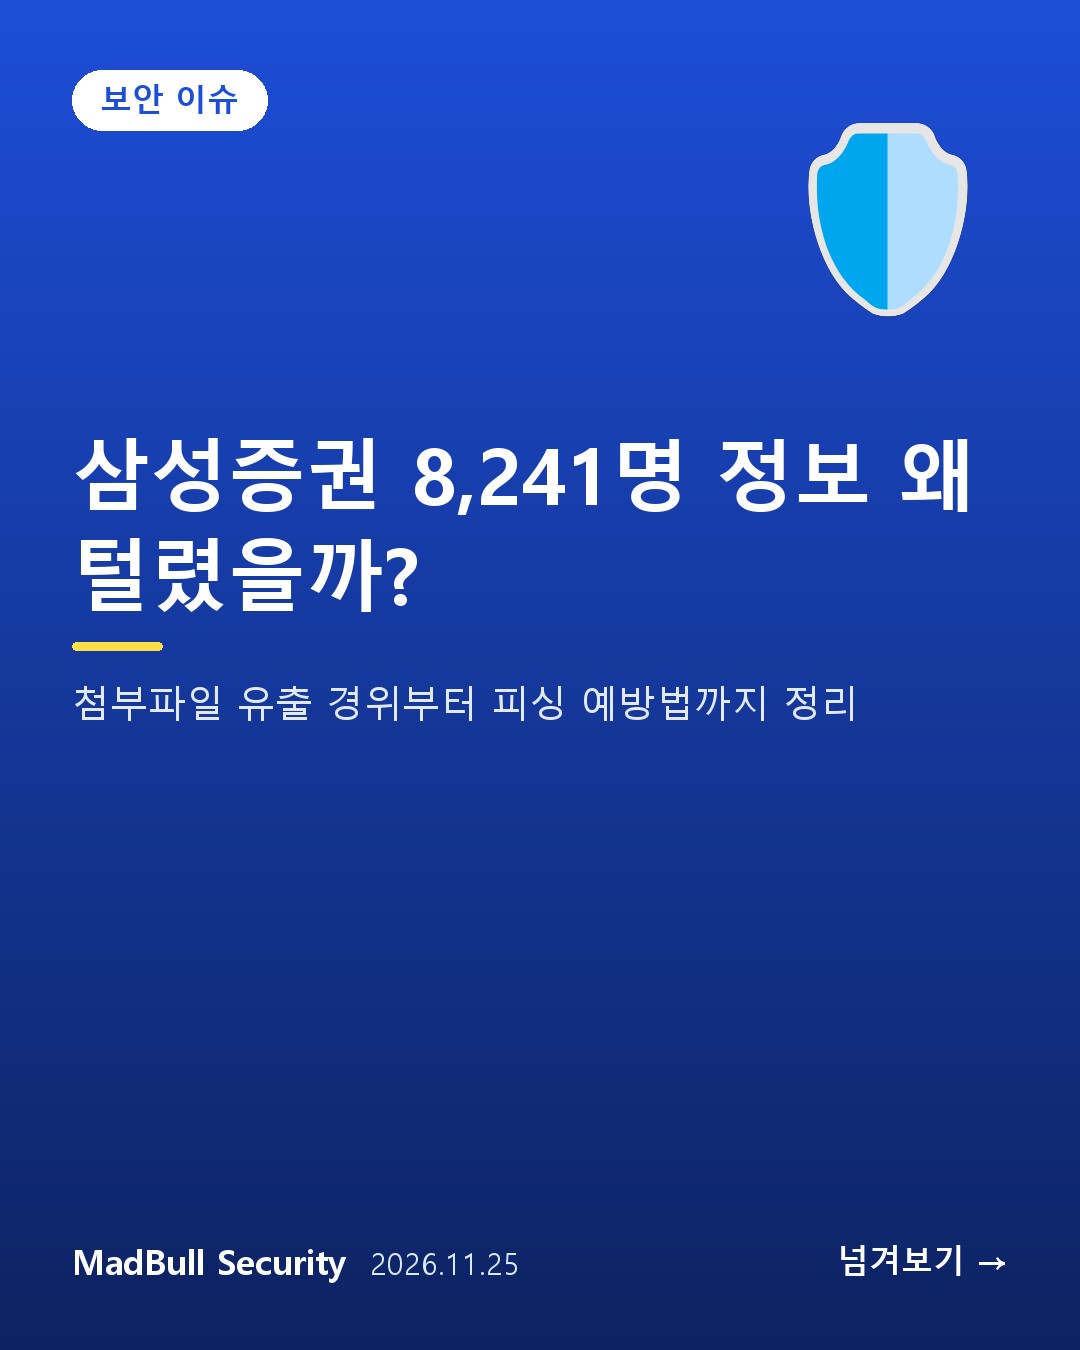 보안 이슈
삼성증권 8,241명 정보 왜
털렸을까?
첨부파일 유출 경위부터 피싱 예방법까지 정리
MadBull Security 2026.11.25
넘겨보기 →